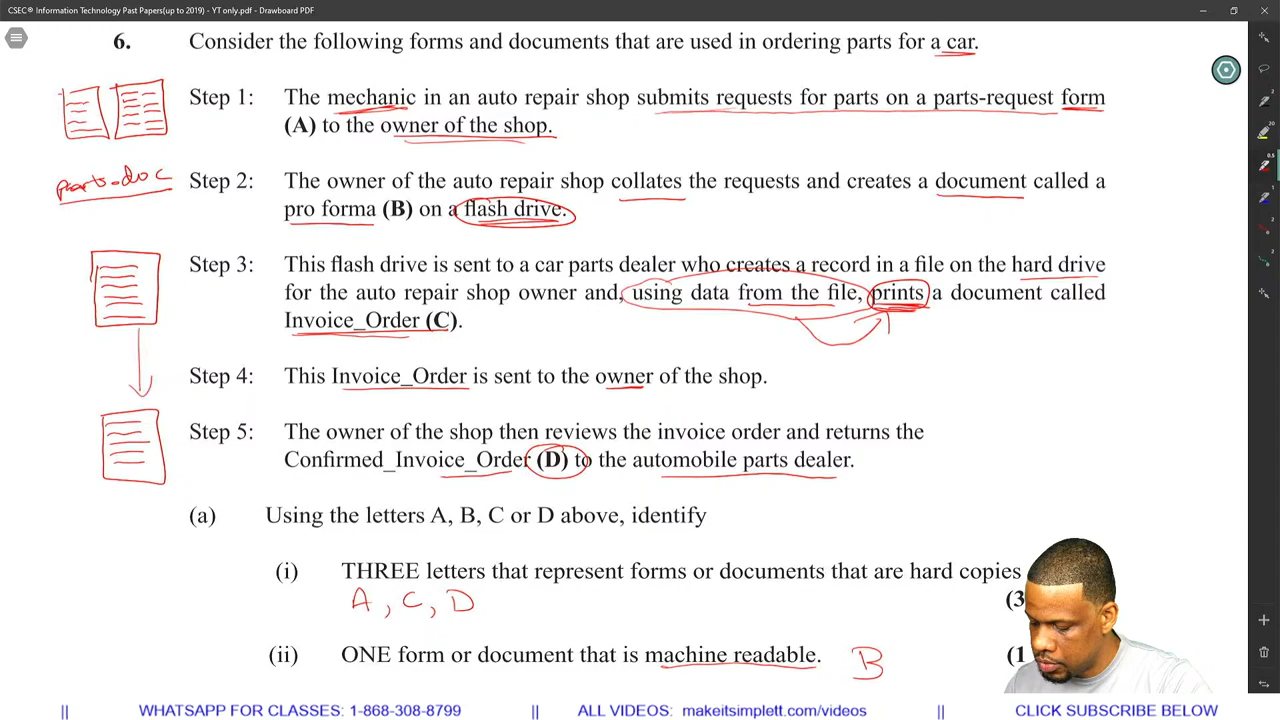 CSEC® Information Technology Past Papers(up to 2019) - YT only.pdf - Drawboard PDF
6. Consider the following forms and documents that are used in ordering parts for a car.
Step 1: The mechanic in an auto repair shop submits requests for parts on a parts-request form
(A) to the owner of the shop.
parts.doc
Step 2: The owner of the auto repair shop collates the requests and creates a document called a
pro forma (B) on a flash drive.
Step 3: This flash drive is sent to a car parts dealer who creates a record in a file on the hard drive
for the auto repair shop owner and, using data from the file, prints a document called
Invoice_Order (C).
Step 4: This Invoice_Order is sent to the owner of the shop.
Step 5: The owner of the shop then reviews the invoice order and returns the
Confirmed_Invoice_Order (D) to the automobile parts dealer.
(a) Using the letters A, B, C or D above, identify
(i) THREE letters that represent forms or documents that are hard copies
A, C, D (3
(ii) ONE form or document that is machine readable. B (1
|| WHATSAPP FOR CLASSES: 1-868-308-8799 || ALL VIDEOS: makeitsimplett.com/videos || CLICK SUBSCRIBE BELOW